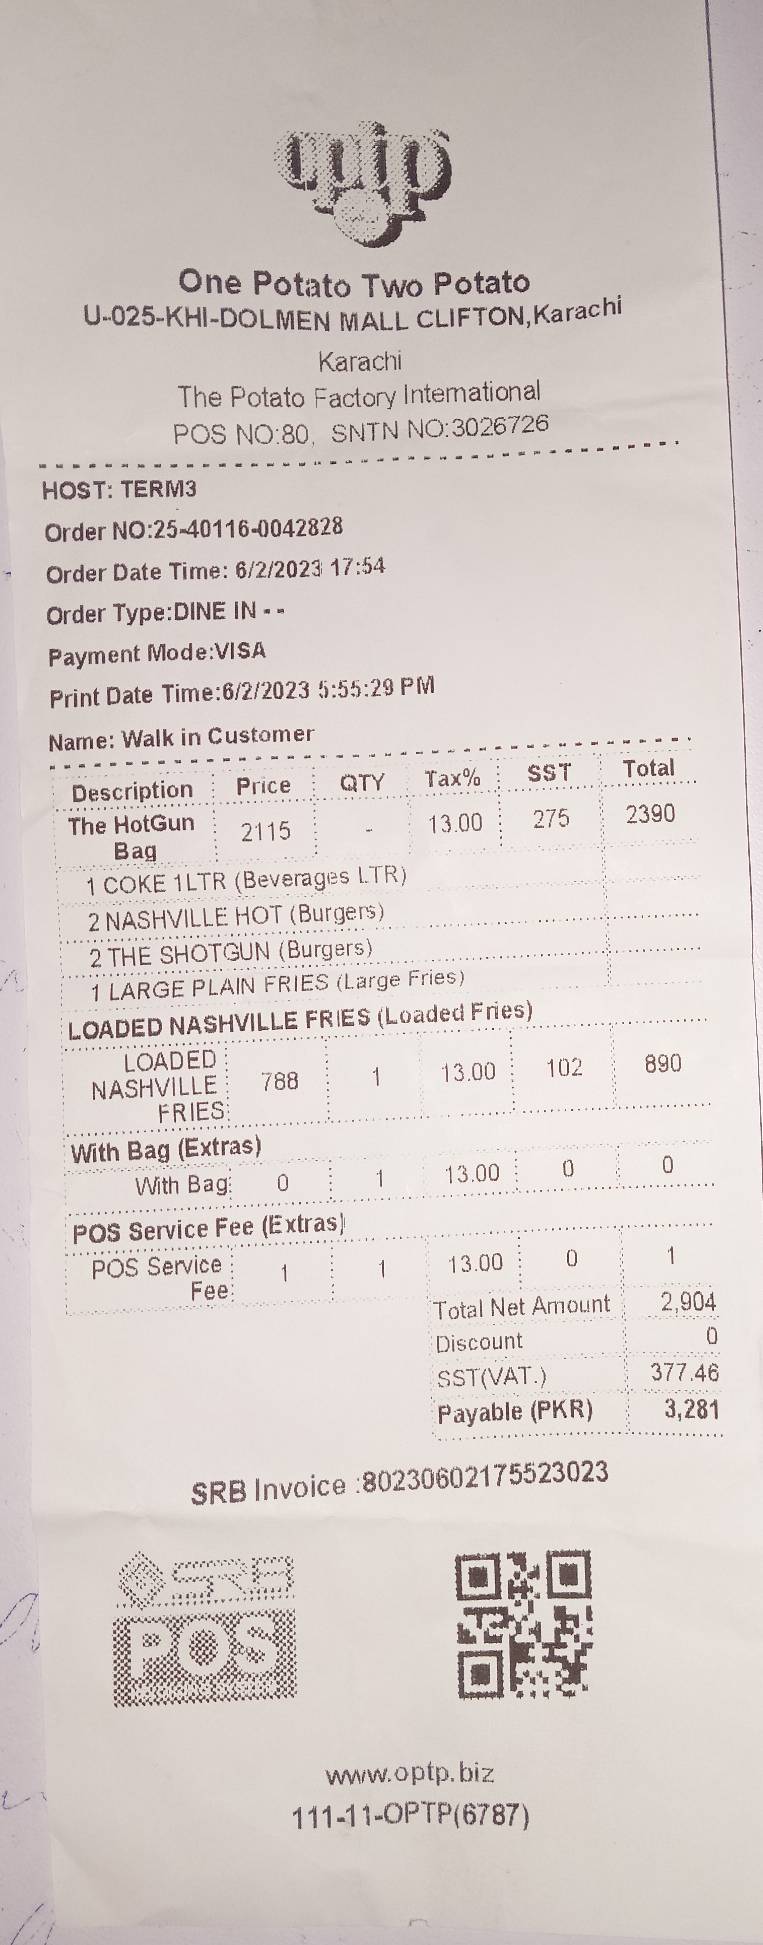 optp
One Potato Two Potato
U-025-KHI-DOLMEN MALL CLIFTON,Karachi
Karachi
The Potato Factory International
POS NO:80, SNTN NO:3026726
HOST: TERM3
Order NO:25-40116-0042828
Order Date Time: 6/2/2023 17:54
Order Type:DINE IN - -
Payment Mode:VISA
Print Date Time:6/2/2023 5:55:29 PM
Name: Walk in Customer
Description Price QTY Tax% SST Total
The HotGun Bag 2115 - 13.00 275 2390
1 COKE 1LTR (Beverages LTR)
2 NASHVILLE HOT (Burgers)
2 THE SHOTGUN (Burgers)
1 LARGE PLAIN FRIES (Large Fries)
LOADED NASHVILLE FRIES (Loaded Fries)
LOADED NASHVILLE FRIES: 788 1 13.00 102 890
With Bag (Extras)
With Bag: 0 1 13.00 0 0
POS Service Fee (Extras)
POS Service Fee: 1 1 13.00 0 1
Total Net Amount 2,904
Discount 0
SST(VAT.) 377.46
Payable (PKR) 3,281
SRB Invoice :80230602175523023
SRB
POS
www.optp.biz
111-11-OPTP(6787)